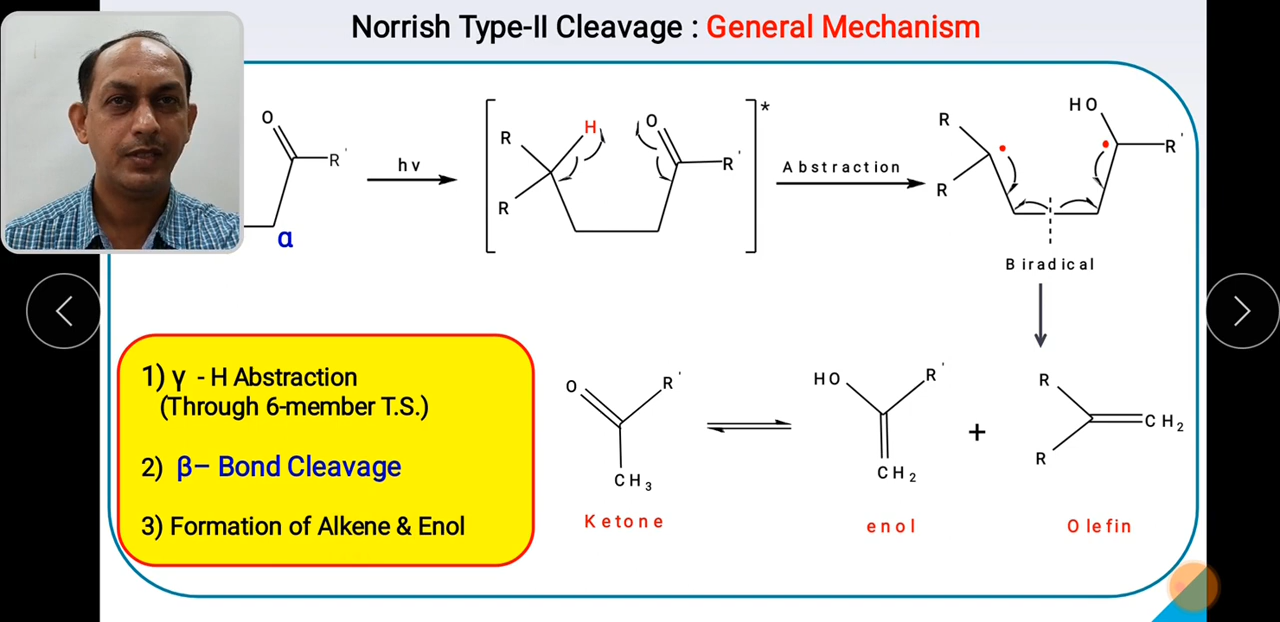 Norrish Type-II Cleavage : General Mechanism
O
R'
α
hv
R
H
O
R
R'
*
Abstraction
HO
R
R'
R
Biradical
1) γ - H Abstraction
(Through 6-member T.S.)
2) β– Bond Cleavage
3) Formation of Alkene & Enol
O
R'
CH3
Ketone
HO
R'
CH2
enol
+
R
CH2
R
Olefin